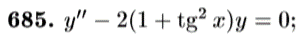 685. y″ − 2(1 + tg² x)y = 0;